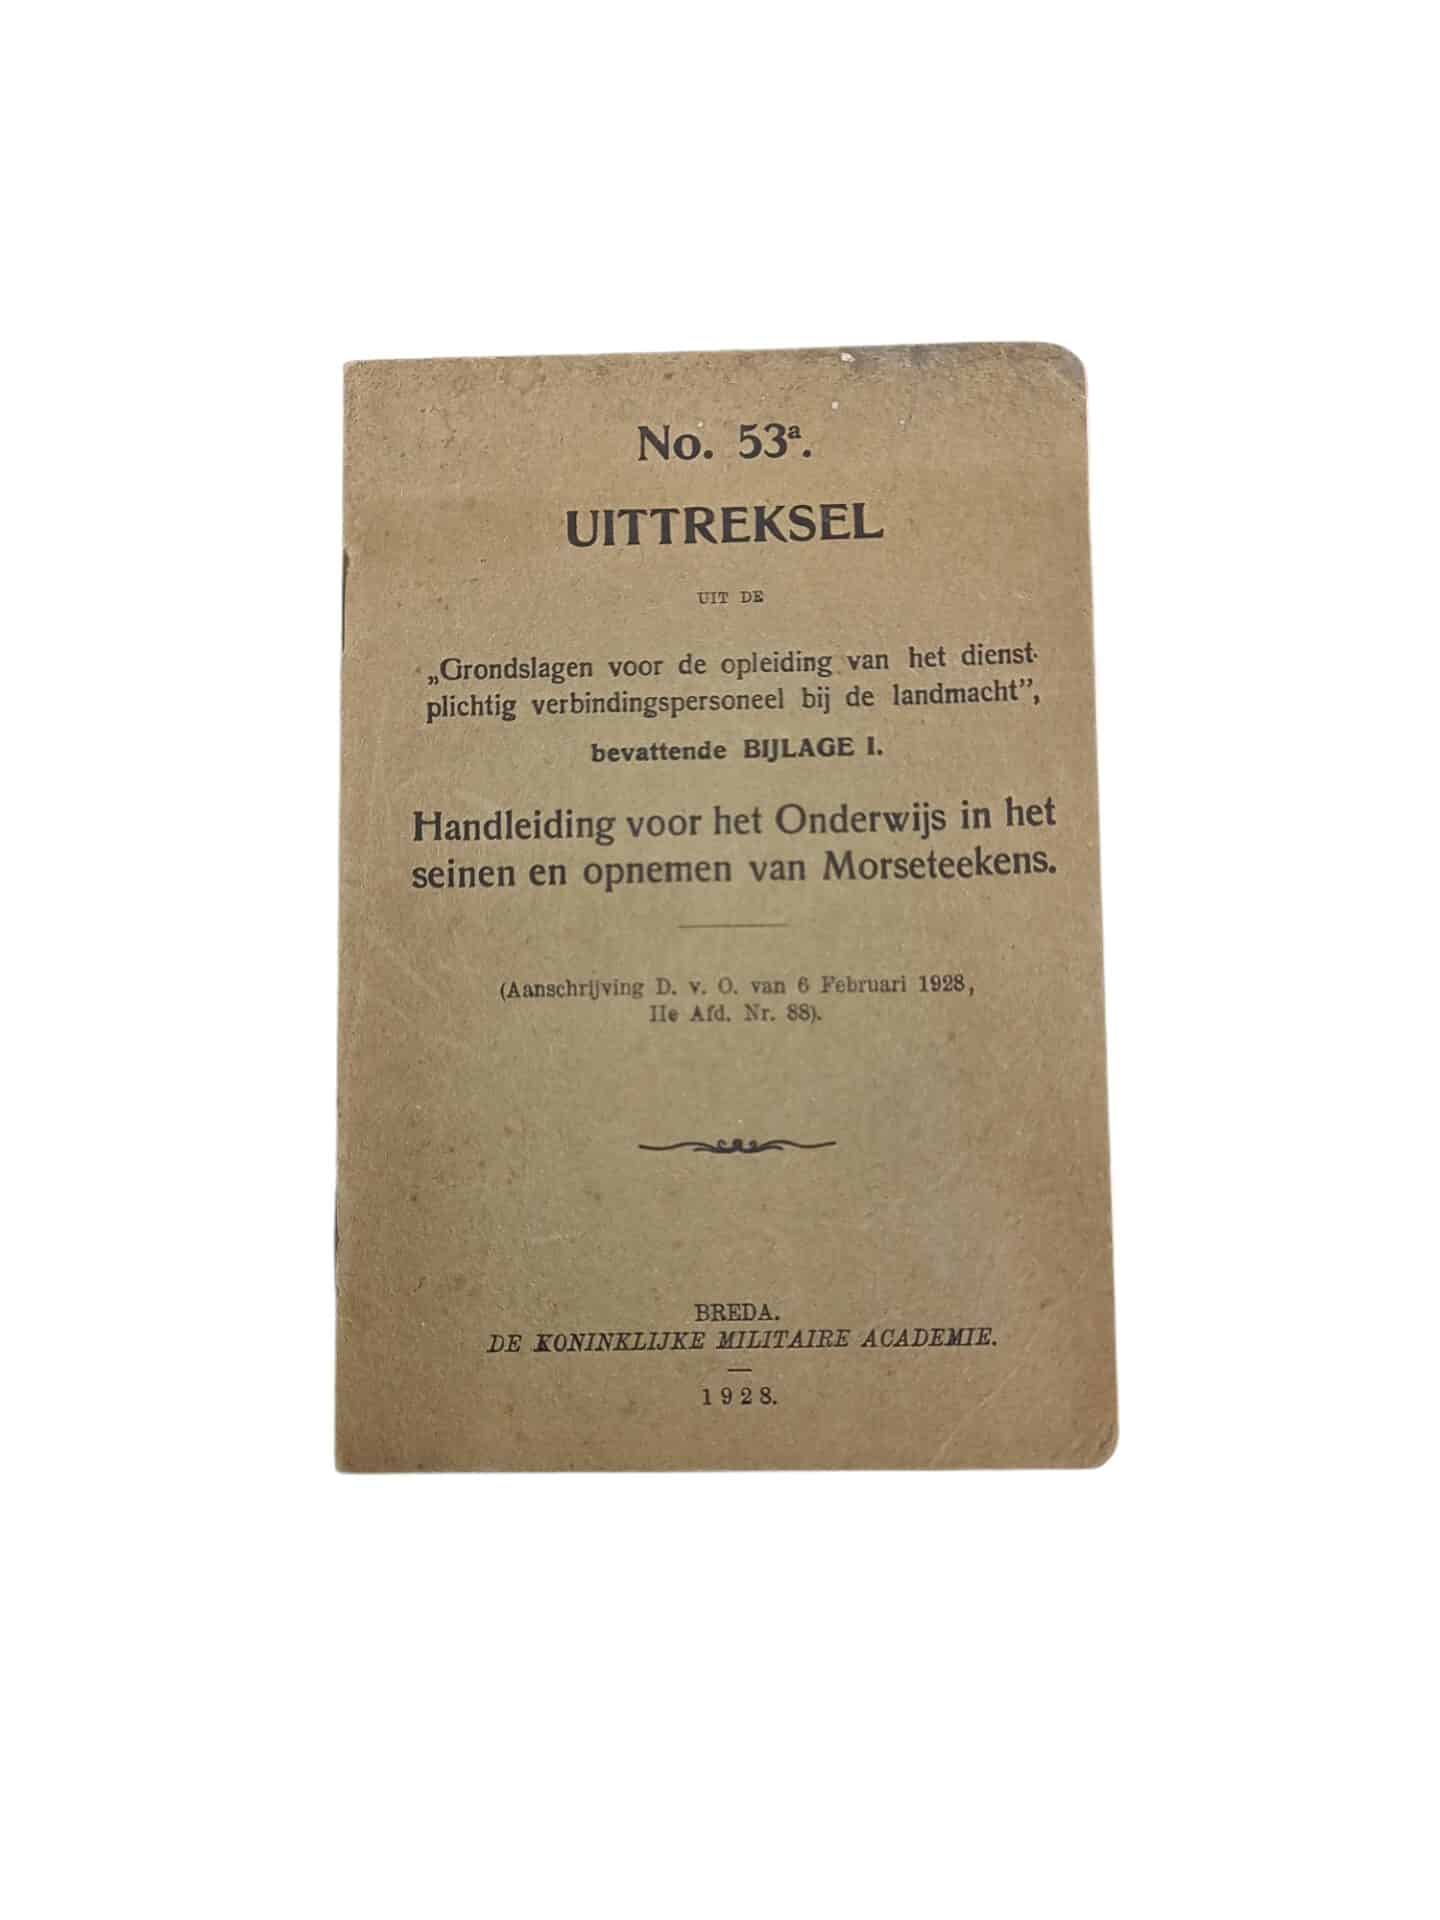 No. 53a.
UITTREKSEL
UIT DE
„Grondslagen voor de opleiding van het dienst-
plichtig verbindingspersoneel bij de landmacht”,
bevattende BIJLAGE I.
Handleiding voor het Onderwijs in het
seinen en opnemen van Morseteekens.
(Aanschrijving D. v. O. van 6 Februari 1928,
IIe Afd. Nr. 88).
BREDA.
DE KONINKLIJKE MILITAIRE ACADEMIE.
1928.